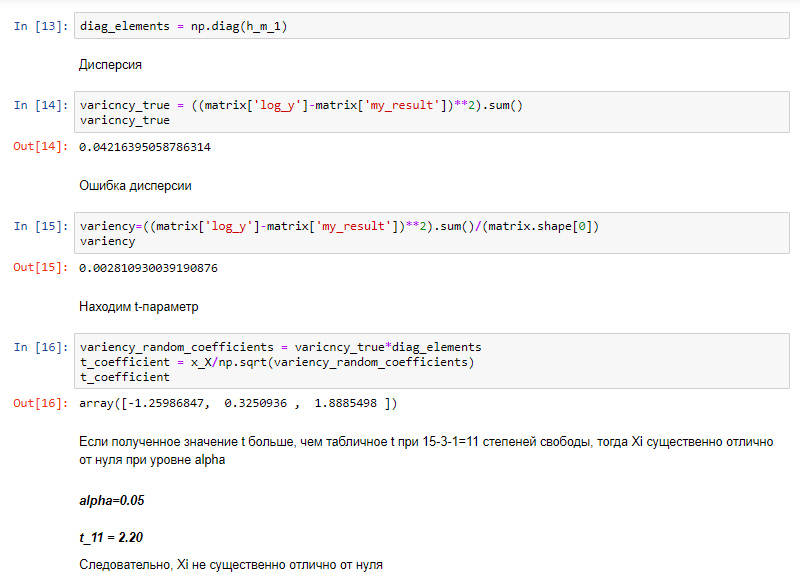 In [13]: diag_elements = np.diag(h_m_1)
Дисперсия
In [14]: varicncy_true = ((matrix['log_y']-matrix['my_result'])**2).sum()
varicncy_true
Out[14]: 0.04216395058786314
Ошибка дисперсии
In [15]: variency=((matrix['log_y']-matrix['my_result'])**2).sum()/(matrix.shape[0])
variency
Out[15]: 0.002810930039190876
Находим t-параметр
In [16]: variency_random_coefficients = varicncy_true*diag_elements
t_coefficient = x_X/np.sqrt(variency_random_coefficients)
t_coefficient
Out[16]: array([-1.25986847,  0.3250936 ,  1.8885498 ])
Если полученное значение t больше, чем табличное t при 15-3-1=11 степеней свободы, тогда Xi существенно отлично
от нуля при уровне alpha
alpha=0.05
t_11 = 2.20
Следовательно, Xi не существенно отлично от нуля